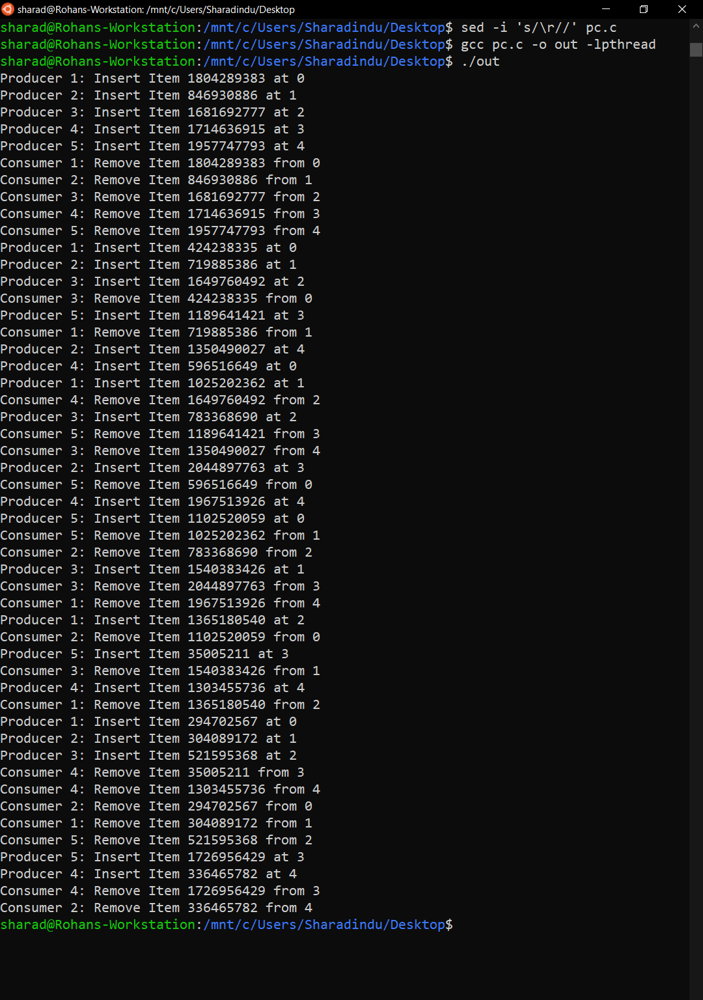 sharad@Rohans-Workstation: /mnt/c/Users/Sharadindu/Desktop
sharad@Rohans-Workstation:/mnt/c/Users/Sharadindu/Desktop$ sed -i 's/\r//' pc.c
sharad@Rohans-Workstation:/mnt/c/Users/Sharadindu/Desktop$ gcc pc.c -o out -lpthread
sharad@Rohans-Workstation:/mnt/c/Users/Sharadindu/Desktop$ ./out
Producer 1: Insert Item 1804289383 at 0
Producer 2: Insert Item 846930886 at 1
Producer 3: Insert Item 1681692777 at 2
Producer 4: Insert Item 1714636915 at 3
Producer 5: Insert Item 1957747793 at 4
Consumer 1: Remove Item 1804289383 from 0
Consumer 2: Remove Item 846930886 from 1
Consumer 3: Remove Item 1681692777 from 2
Consumer 4: Remove Item 1714636915 from 3
Consumer 5: Remove Item 1957747793 from 4
Producer 1: Insert Item 424238335 at 0
Producer 2: Insert Item 719885386 at 1
Producer 3: Insert Item 1649760492 at 2
Consumer 3: Remove Item 424238335 from 0
Producer 5: Insert Item 1189641421 at 3
Consumer 1: Remove Item 719885386 from 1
Producer 2: Insert Item 1350490027 at 4
Producer 4: Insert Item 596516649 at 0
Producer 1: Insert Item 1025202362 at 1
Consumer 4: Remove Item 1649760492 from 2
Producer 3: Insert Item 783368690 at 2
Consumer 5: Remove Item 1189641421 from 3
Consumer 3: Remove Item 1350490027 from 4
Producer 2: Insert Item 2044897763 at 3
Consumer 5: Remove Item 596516649 from 0
Producer 4: Insert Item 1967513926 at 4
Producer 5: Insert Item 1102520059 at 0
Consumer 5: Remove Item 1025202362 from 1
Consumer 2: Remove Item 783368690 from 2
Producer 3: Insert Item 1540383426 at 1
Consumer 3: Remove Item 2044897763 from 3
Consumer 1: Remove Item 1967513926 from 4
Producer 1: Insert Item 1365180540 at 2
Consumer 2: Remove Item 1102520059 from 0
Producer 5: Insert Item 35005211 at 3
Consumer 3: Remove Item 1540383426 from 1
Producer 4: Insert Item 1303455736 at 4
Consumer 1: Remove Item 1365180540 from 2
Producer 1: Insert Item 294702567 at 0
Producer 2: Insert Item 304089172 at 1
Producer 3: Insert Item 521595368 at 2
Consumer 4: Remove Item 35005211 from 3
Consumer 4: Remove Item 1303455736 from 4
Consumer 2: Remove Item 294702567 from 0
Consumer 1: Remove Item 304089172 from 1
Consumer 5: Remove Item 521595368 from 2
Producer 5: Insert Item 1726956429 at 3
Producer 4: Insert Item 336465782 at 4
Consumer 4: Remove Item 1726956429 from 3
Consumer 2: Remove Item 336465782 from 4
sharad@Rohans-Workstation:/mnt/c/Users/Sharadindu/Desktop$